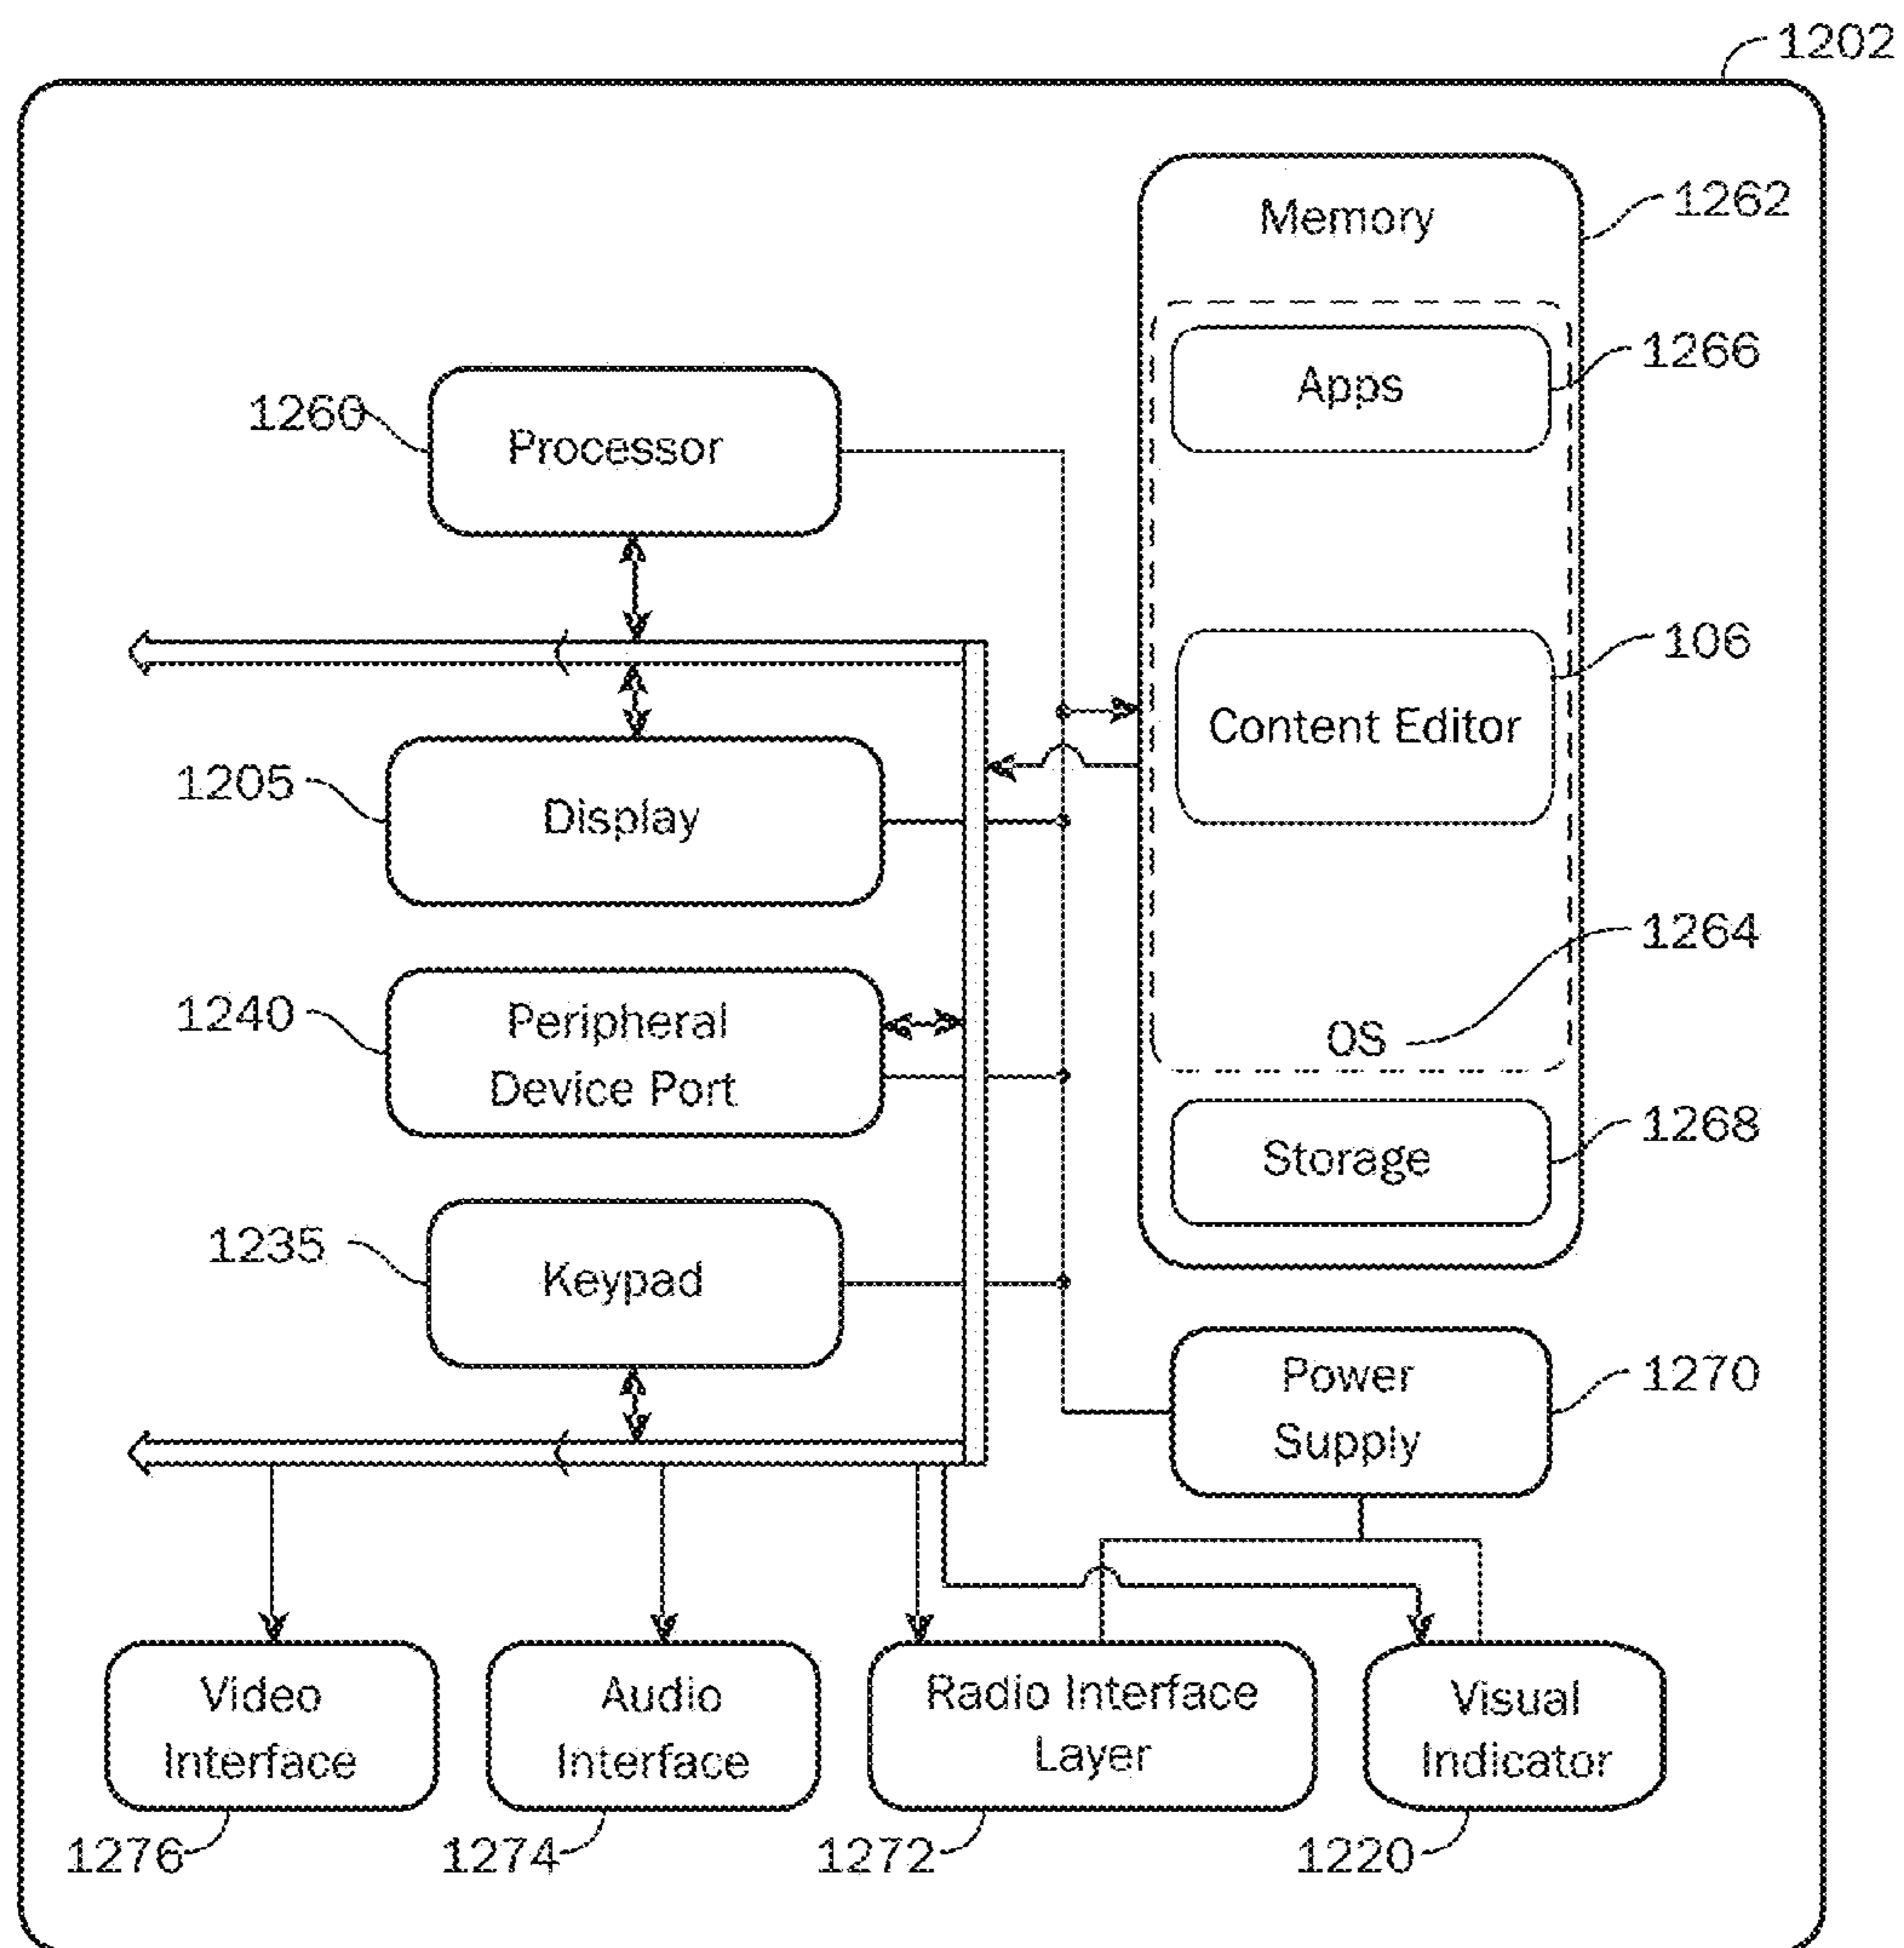 1202
Memory
1262
Apps
1266
1260
Processor
106
Content Editor
1205
Display
1264
1240
Peripheral
Device Port
OS
1268
Storage
1235
Keypad
Power
Supply
1270
Video
Interface
Audio
Interface
Radio Interface
Layer
Visual
Indicator
1276
1274
1272
1220